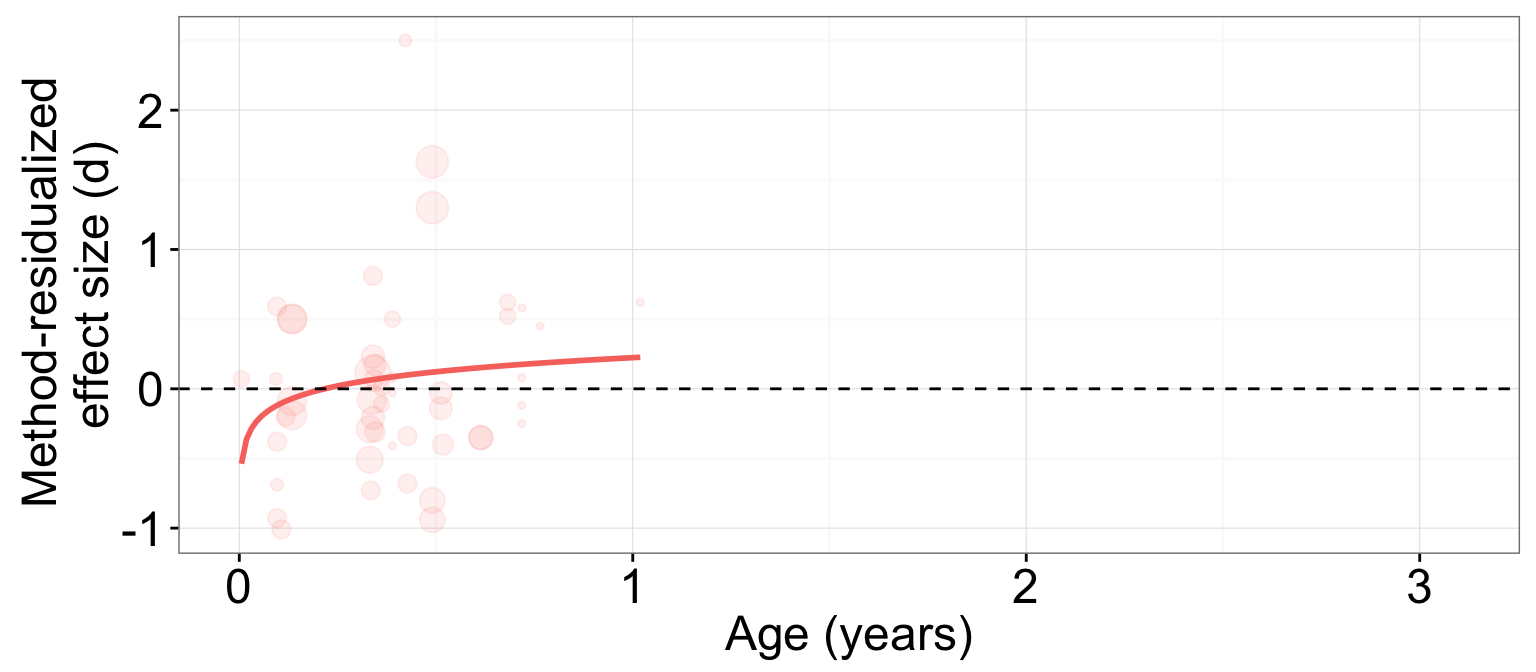 Method-residualized
effect size (d)
2
1
0
-1
0
1
2
3
Age (years)